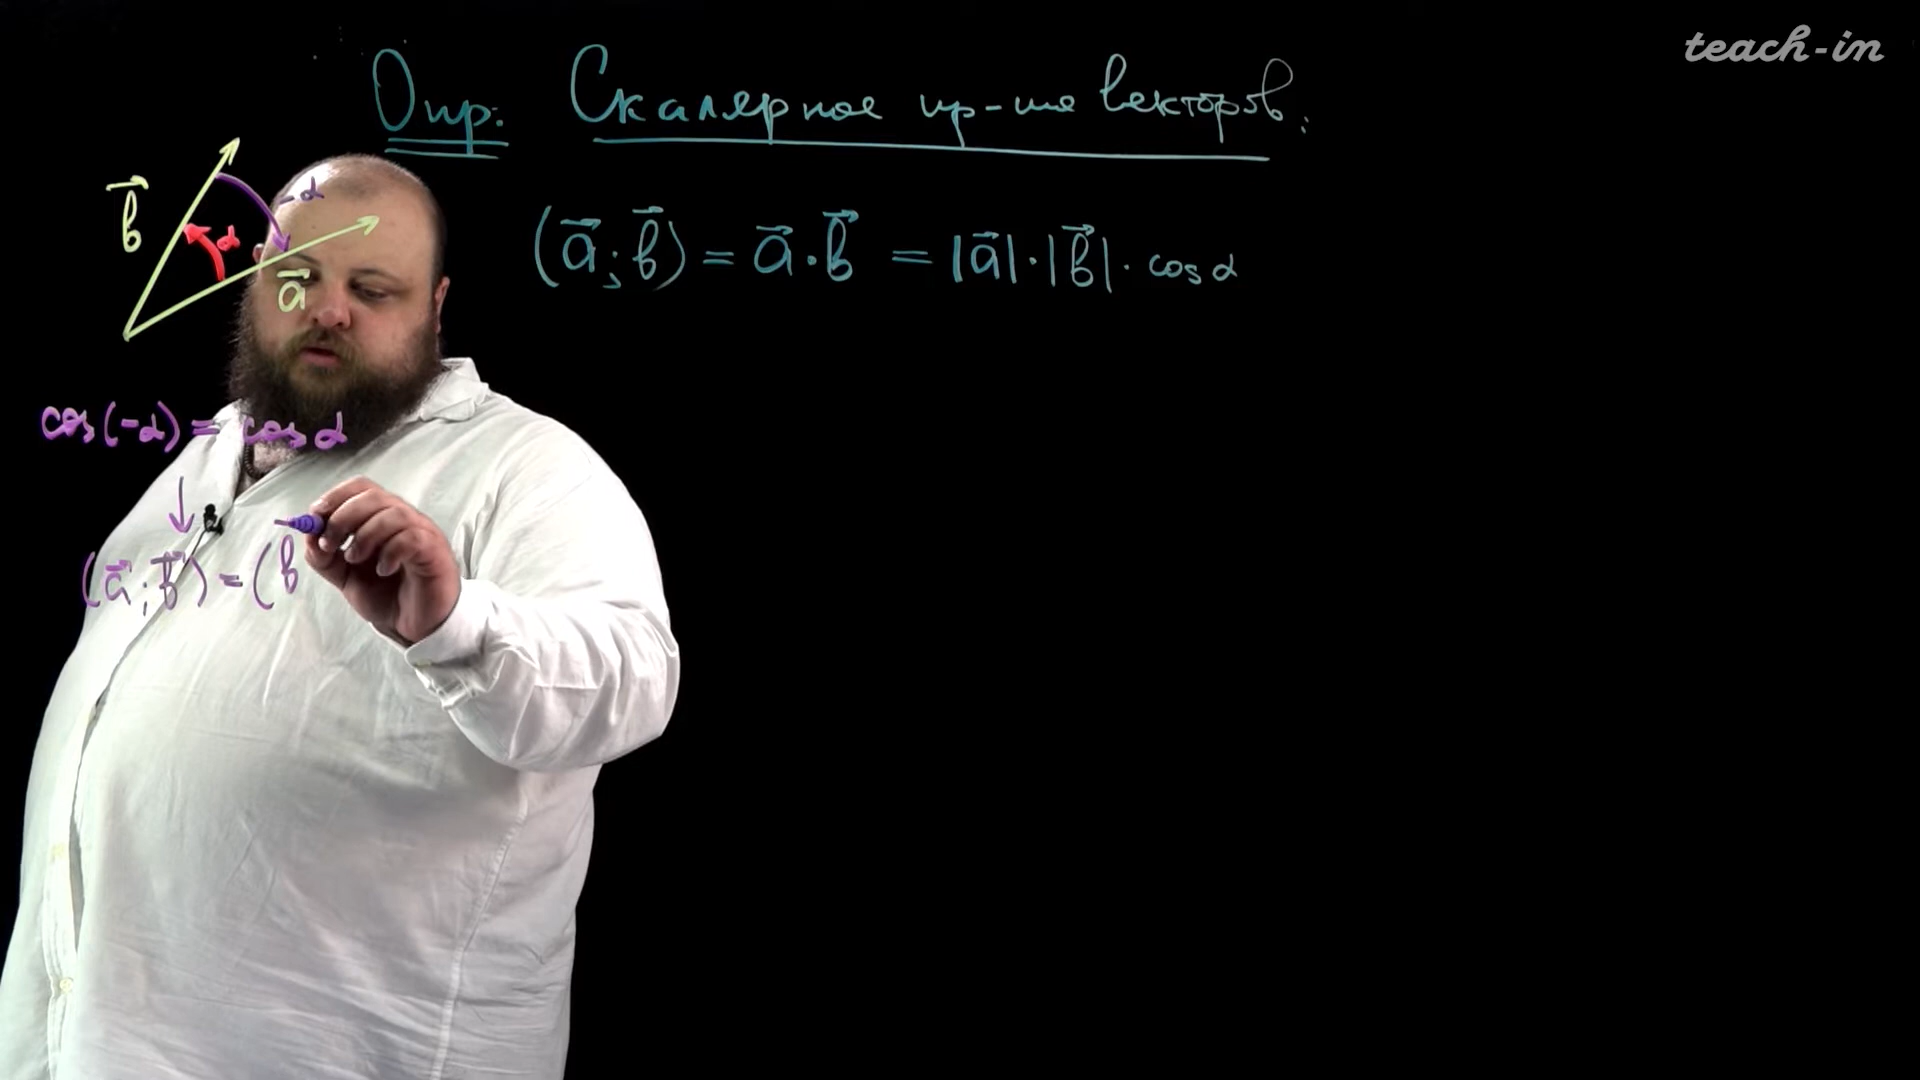 teach-in
Опр: Скалярное пр-ие векторов:
(a⃗; b⃗) = a⃗ · b⃗ = |a⃗| · |b⃗| · cos α
b⃗
-α
α
a⃗
cos(-α) = cos α
↓
(a⃗; b⃗) = (b